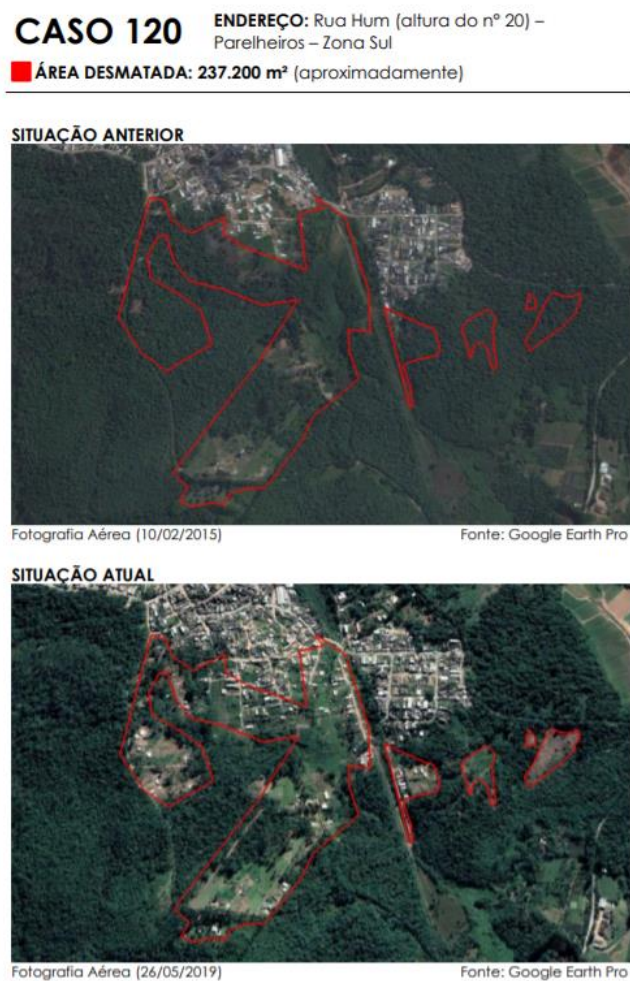 CASO 120
ENDEREÇO: Rua Hum (altura do nº 20) –
Parelheiros – Zona Sul
ÁREA DESMATADA: 237.200 m² (aproximadamente)
SITUAÇÃO ANTERIOR
Fotografia Aérea (10/02/2015)
Fonte: Google Earth Pro
SITUAÇÃO ATUAL
Fotografia Aérea (26/05/2019)
Fonte: Google Earth Pro